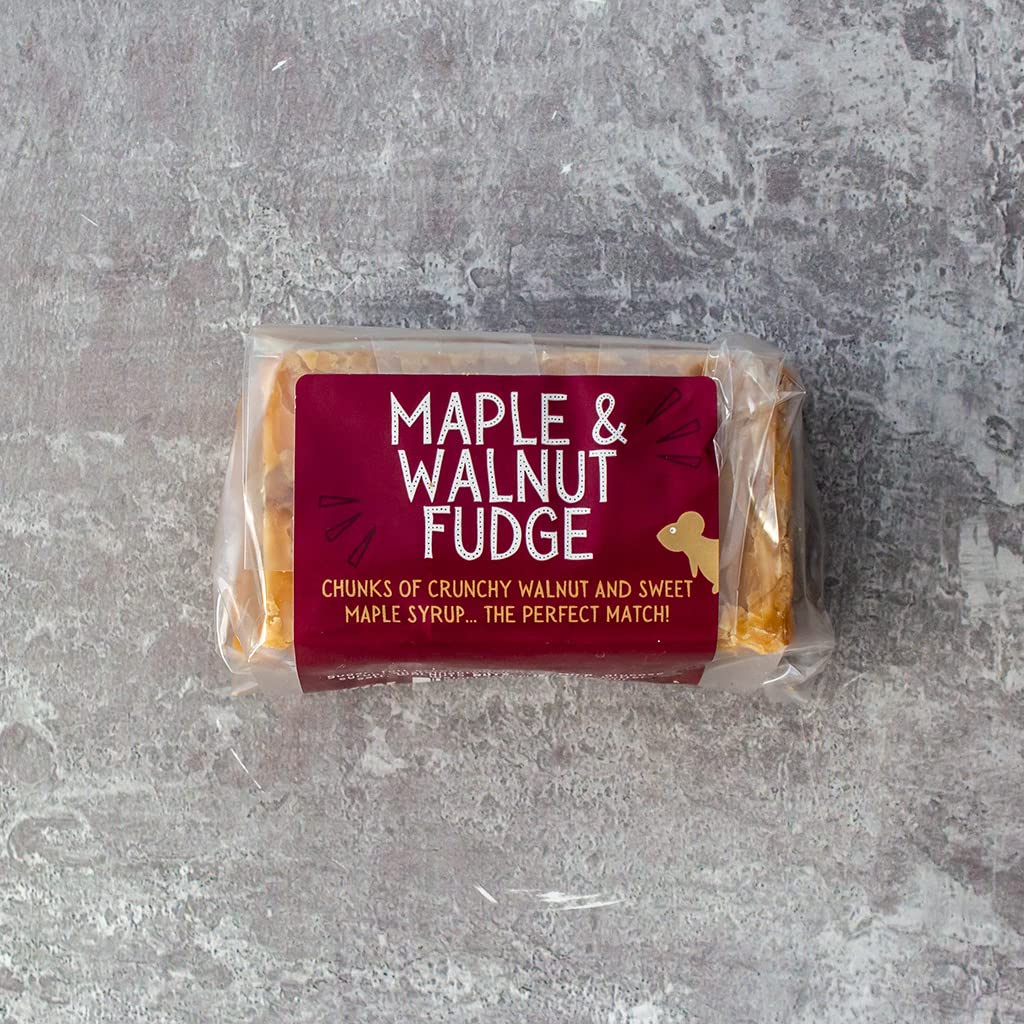 MAPLE &
WALNUT
FUDGE
CHUNKS OF CRUNCHY WALNUT AND SWEET
MAPLE SYRUP... THE PERFECT MATCH!